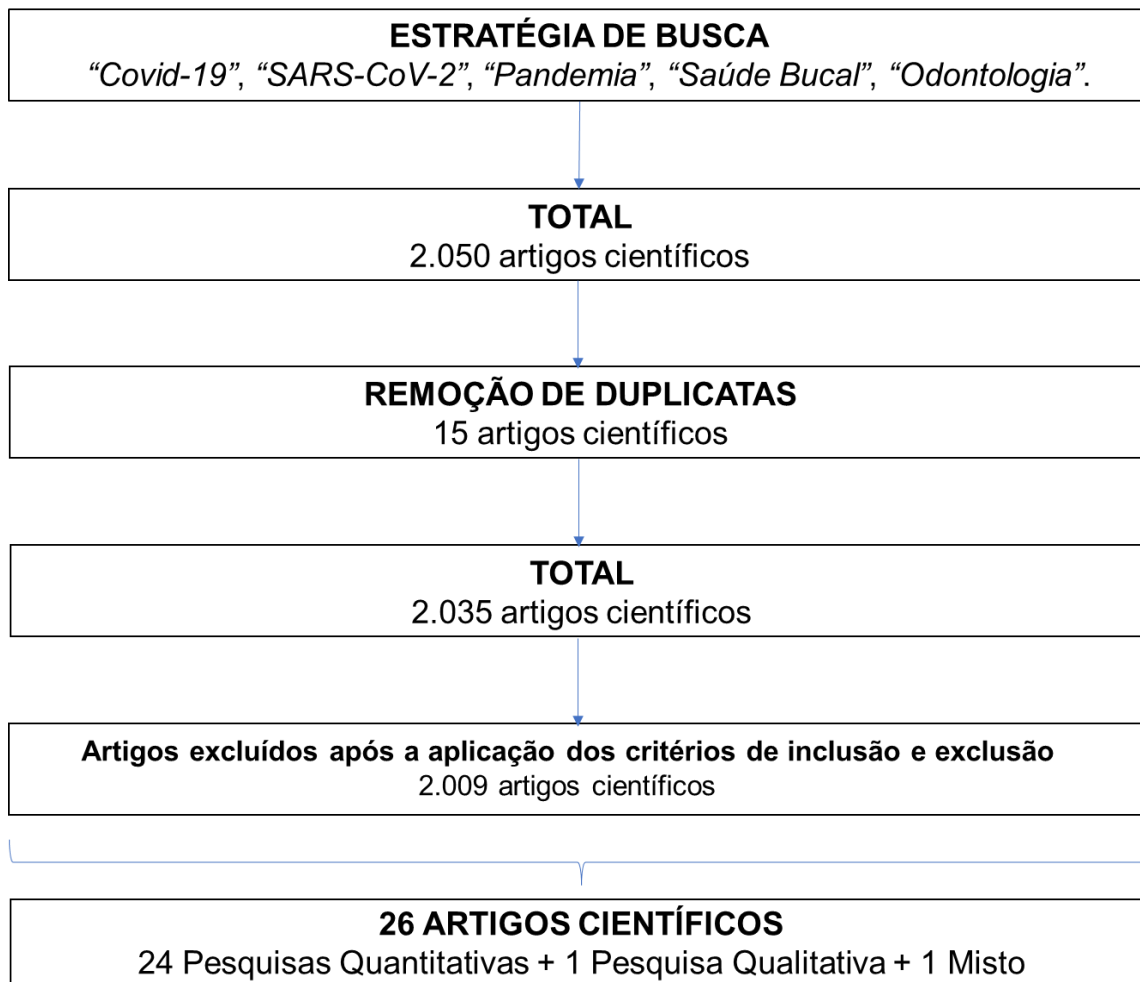 ESTRATÉGIA DE BUSCA
“Covid-19”, “SARS-CoV-2”, “Pandemia”, “Saúde Bucal”, “Odontologia”.
TOTAL
2.050 artigos científicos
REMOÇÃO DE DUPLICATAS
15 artigos científicos
TOTAL
2.035 artigos científicos
Artigos excluídos após a aplicação dos critérios de inclusão e exclusão
2.009 artigos científicos
26 ARTIGOS CIENTÍFICOS
24 Pesquisas Quantitativas + 1 Pesquisa Qualitativa + 1 Misto